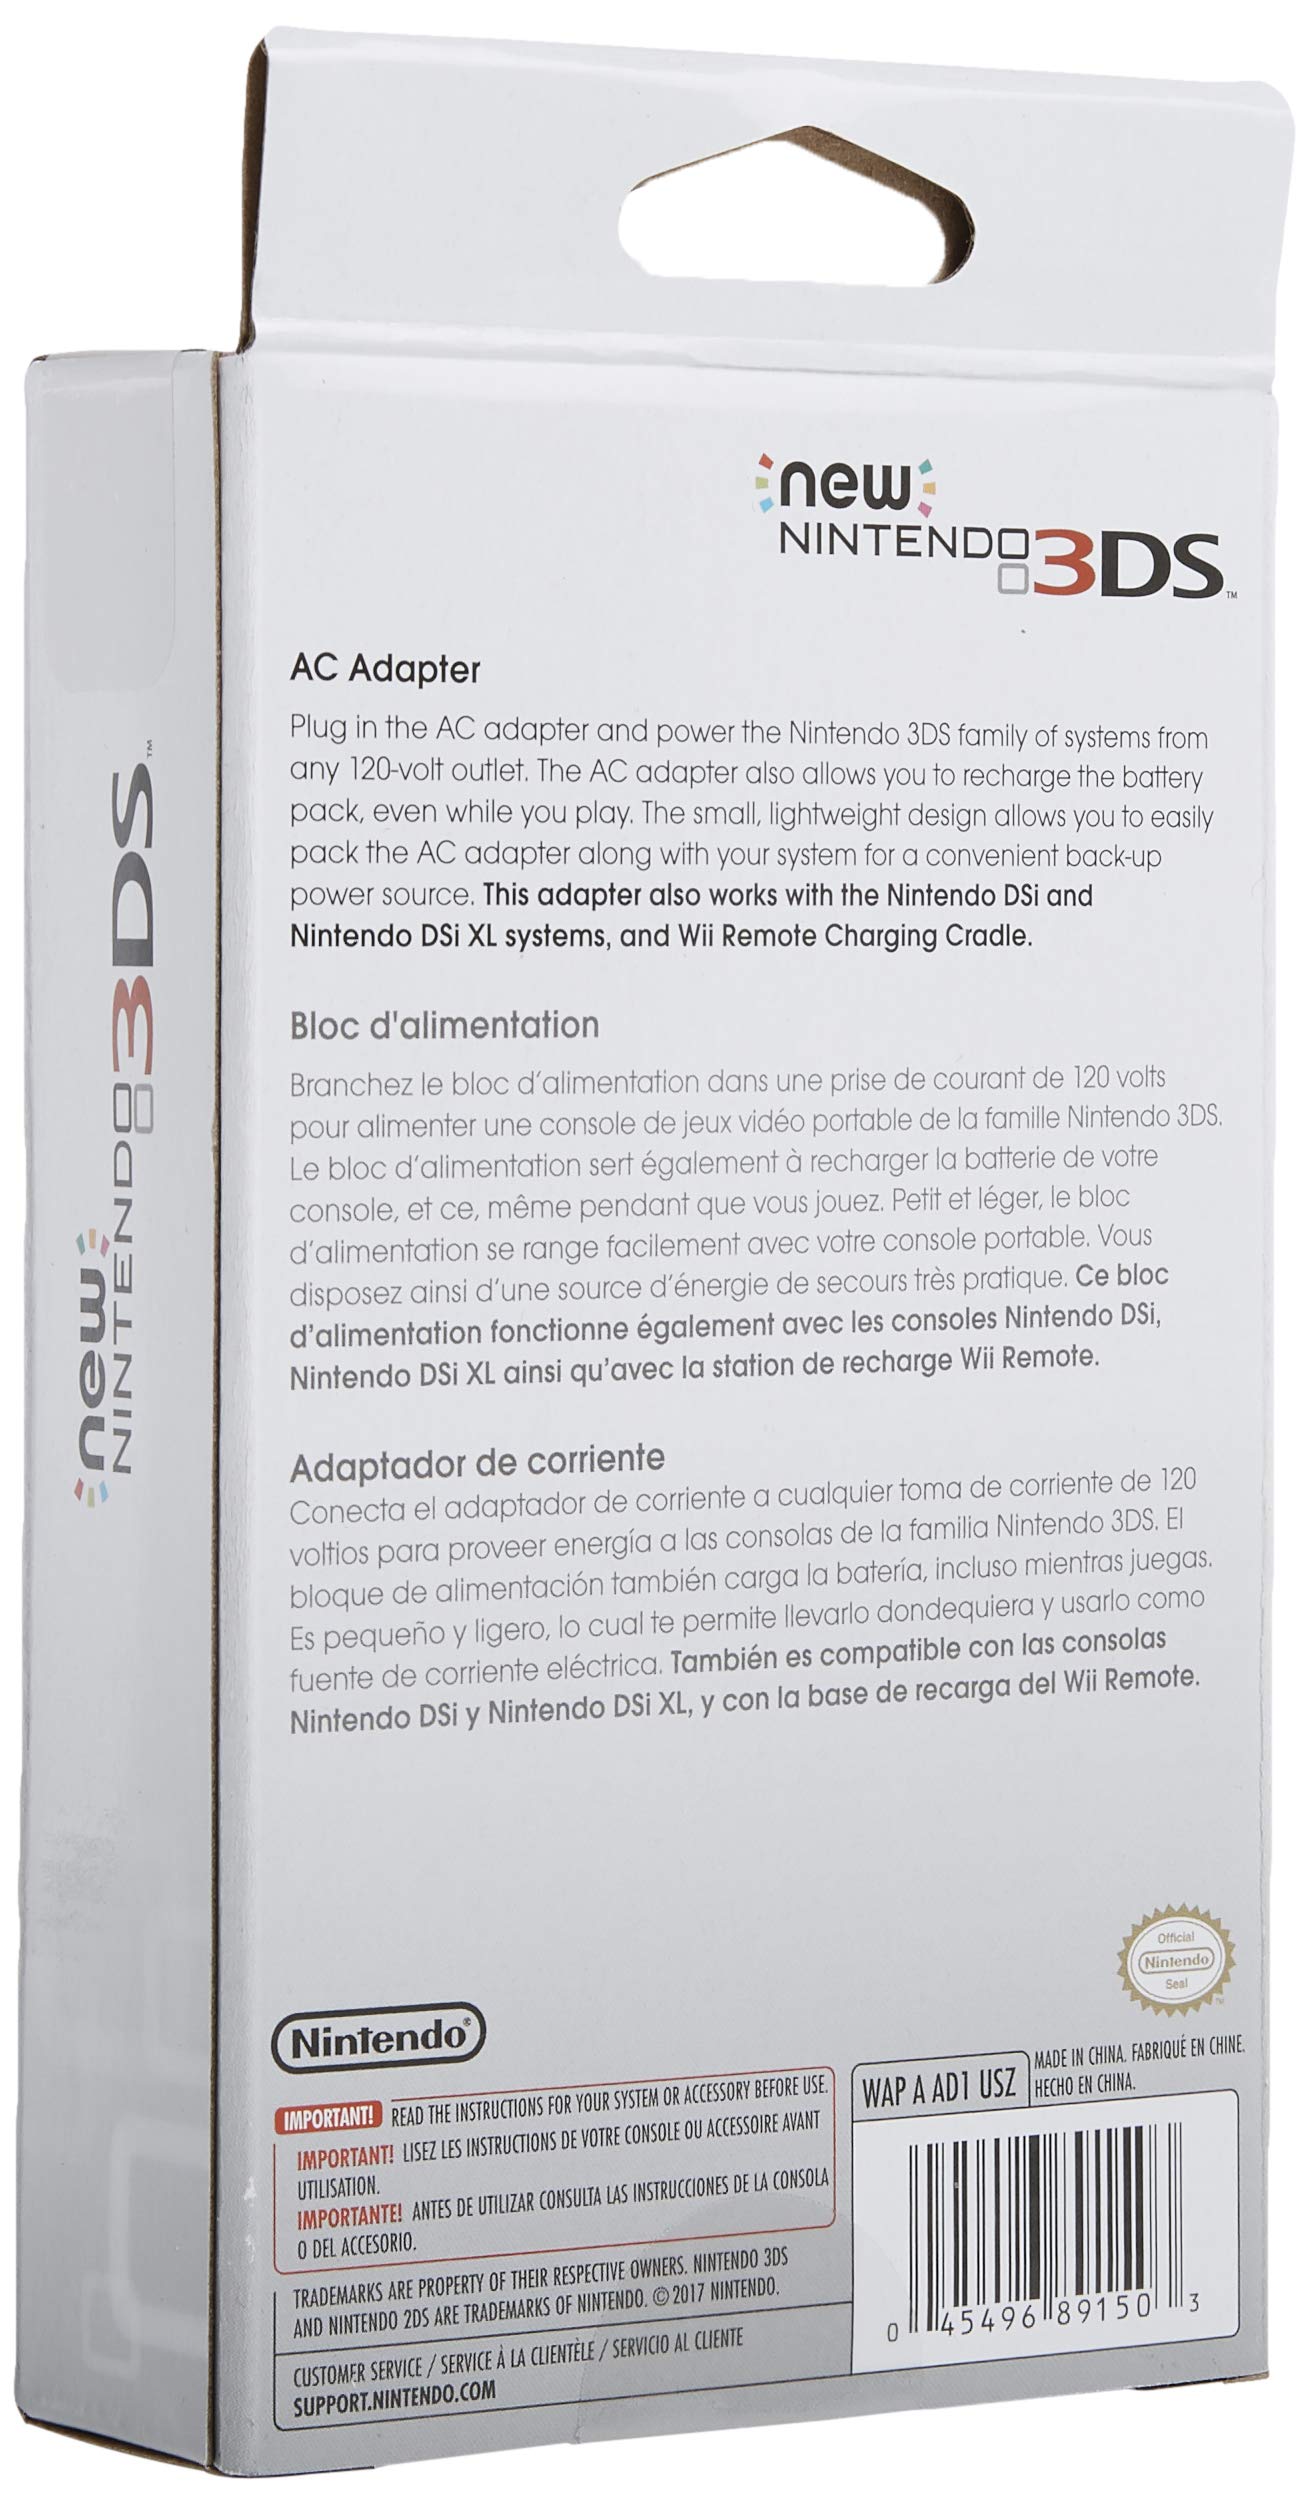 new
NINTENDO 3DS™
new
NINTENDO 3DS™
AC Adapter
Plug in the AC adapter and power the Nintendo 3DS family of systems from
any 120-volt outlet. The AC adapter also allows you to recharge the battery
pack, even while you play. The small, lightweight design allows you to easily
pack the AC adapter along with your system for a convenient back-up
power source. This adapter also works with the Nintendo DSi and
Nintendo DSi XL systems, and Wii Remote Charging Cradle.
Bloc d'alimentation
Branchez le bloc d'alimentation dans une prise de courant de 120 volts
pour alimenter une console de jeux vidéo portable de la famille Nintendo 3DS.
Le bloc d'alimentation sert également à recharger la batterie de votre
console, et ce, même pendant que vous jouez. Petit et léger, le bloc
d'alimentation se range facilement avec votre console portable. Vous
disposez ainsi d'une source d'énergie de secours très pratique. Ce bloc
d'alimentation fonctionne également avec les consoles Nintendo DSi,
Nintendo DSi XL ainsi qu'avec la station de recharge Wii Remote.
Adaptador de corriente
Conecta el adaptador de corriente a cualquier toma de corriente de 120
voltios para proveer energía a las consolas de la familia Nintendo 3DS. El
bloque de alimentación también carga la batería, incluso mientras juegas.
Es pequeño y ligero, lo cual te permite llevarlo dondequiera y usarlo como
fuente de corriente eléctrica. También es compatible con las consolas
Nintendo DSi y Nintendo DSi XL, y con la base de recarga del Wii Remote.
Official
Nintendo
Seal
™
Nintendo®
IMPORTANT! READ THE INSTRUCTIONS FOR YOUR SYSTEM OR ACCESSORY BEFORE USE.
IMPORTANT! LISEZ LES INSTRUCTIONS DE VOTRE CONSOLE OU ACCESSOIRE AVANT
UTILISATION.
IMPORTANTE! ANTES DE UTILIZAR CONSULTA LAS INSTRUCCIONES DE LA CONSOLA
O DEL ACCESORIO.
TRADEMARKS ARE PROPERTY OF THEIR RESPECTIVE OWNERS. NINTENDO 3DS
AND NINTENDO 2DS ARE TRADEMARKS OF NINTENDO. © 2017 NINTENDO.
CUSTOMER SERVICE / SERVICE À LA CLIENTÈLE / SERVICIO AL CLIENTE
SUPPORT.NINTENDO.COM
WAP A AD1 USZ
MADE IN CHINA. FABRIQUÉ EN CHINE.
HECHO EN CHINA.
0 45496 89150 3